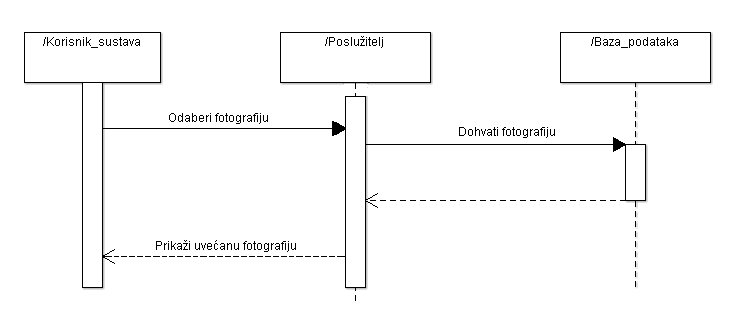 /Korisnik_sustava
/Poslužitelj
/Baza_podataka
Odaberi fotografiju
Dohvati fotografiju
Prikaži uvećanu fotografiju